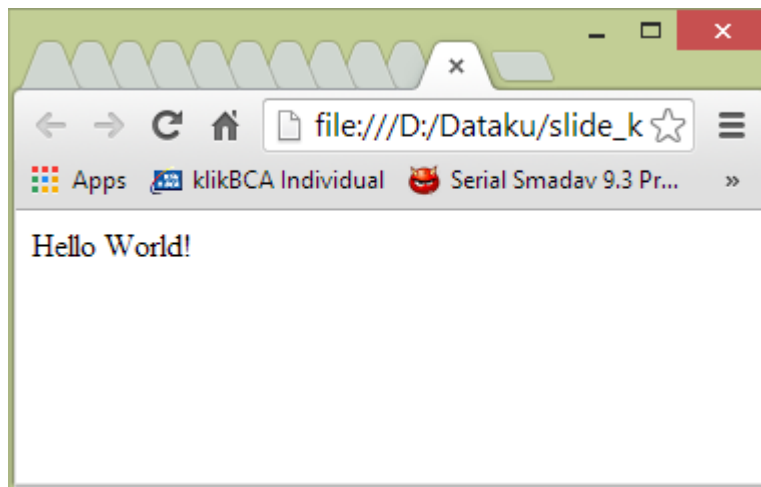 file:///D:/Dataku/slide_k
Apps klikBCA Individual Serial Smadav 9.3 Pr... »
Hello World!